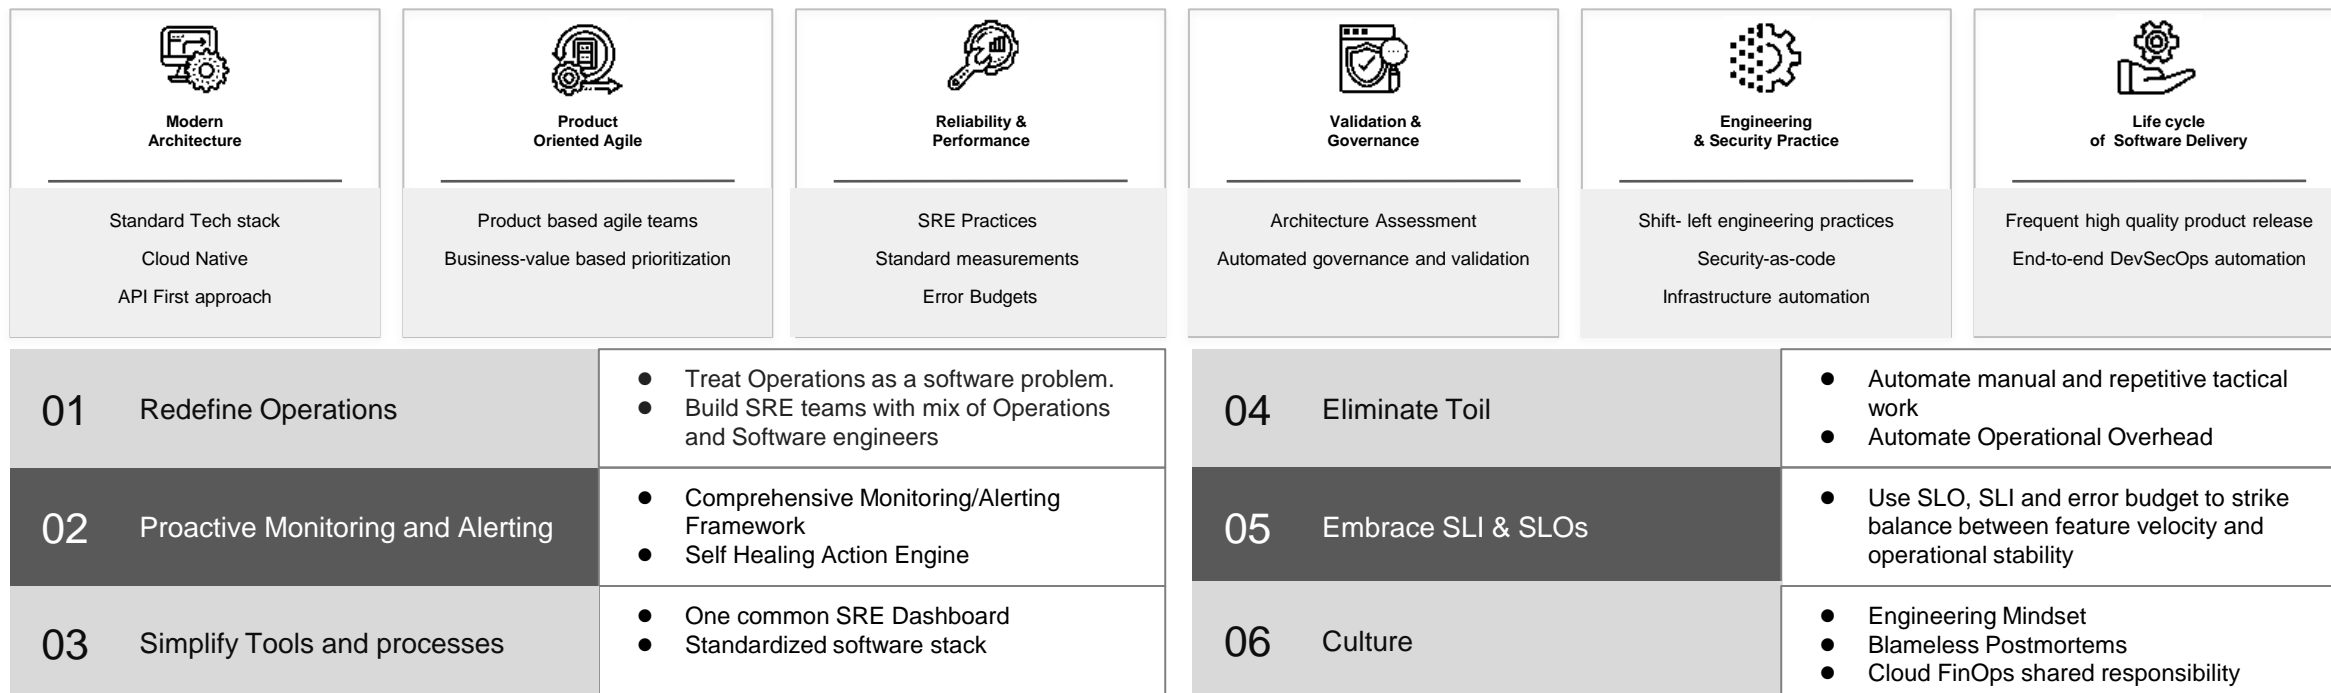 Modern
Architecture
Standard Tech stack
Cloud Native
API First approach
Product
Oriented Agile
Product based agile teams
Business-value based prioritization
Reliability &
Performance
SRE Practices
Standard measurements
Error Budgets
Validation &
Governance
Architecture Assessment
Automated governance and validation
Engineering
& Security Practice
Shift- left engineering practices
Security-as-code
Infrastructure automation
Life cycle
of Software Delivery
Frequent high quality product release
End-to-end DevSecOps automation
01 Redefine Operations
● Treat Operations as a software problem.
● Build SRE teams with mix of Operations
and Software engineers
02 Proactive Monitoring and Alerting
● Comprehensive Monitoring/Alerting
Framework
● Self Healing Action Engine
03 Simplify Tools and processes
● One common SRE Dashboard
● Standardized software stack
04 Eliminate Toil
● Automate manual and repetitive tactical
work
● Automate Operational Overhead
05 Embrace SLI & SLOs
● Use SLO, SLI and error budget to strike
balance between feature velocity and
operational stability
06 Culture
● Engineering Mindset
● Blameless Postmortems
● Cloud FinOps shared responsibility